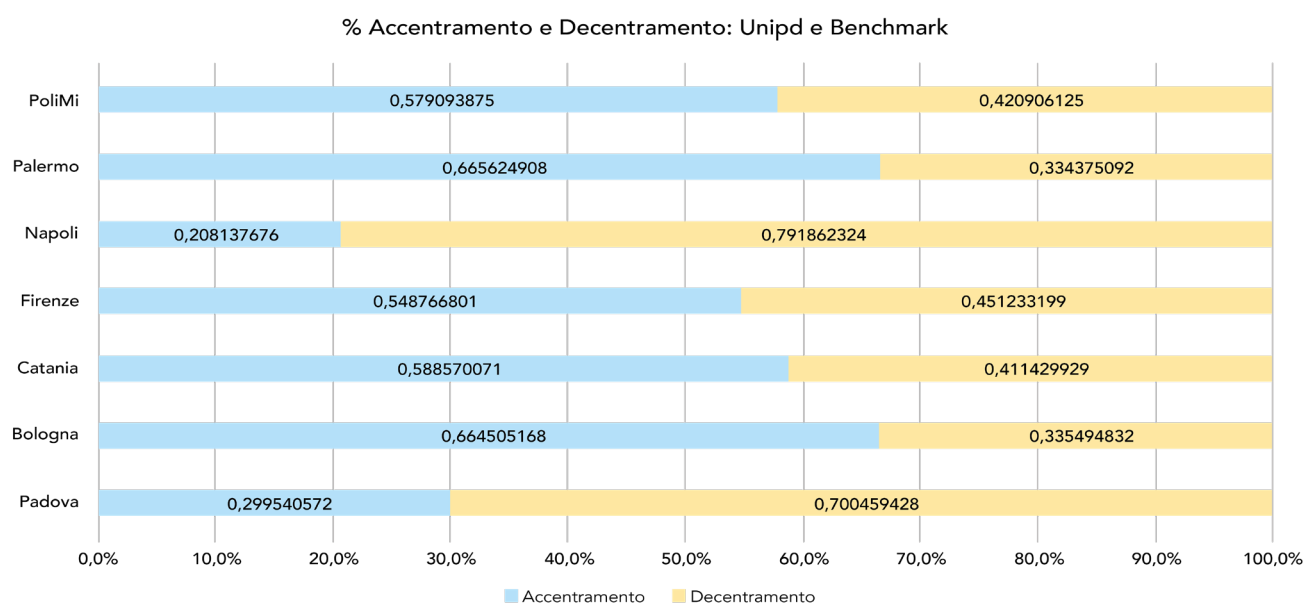 % Accentramento e Decentramento: Unipd e Benchmark
PoliMi 0,579093875 0,420906125
Palermo 0,665624908 0,334375092
Napoli 0,208137676 0,791862324
Firenze 0,548766801 0,451233199
Catania 0,588570071 0,411429929
Bologna 0,664505168 0,335494832
Padova 0,299540572 0,700459428
0,0% 10,0% 20,0% 30,0% 40,0% 50,0% 60,0% 70,0% 80,0% 90,0% 100,0%
Accentramento Decentramento